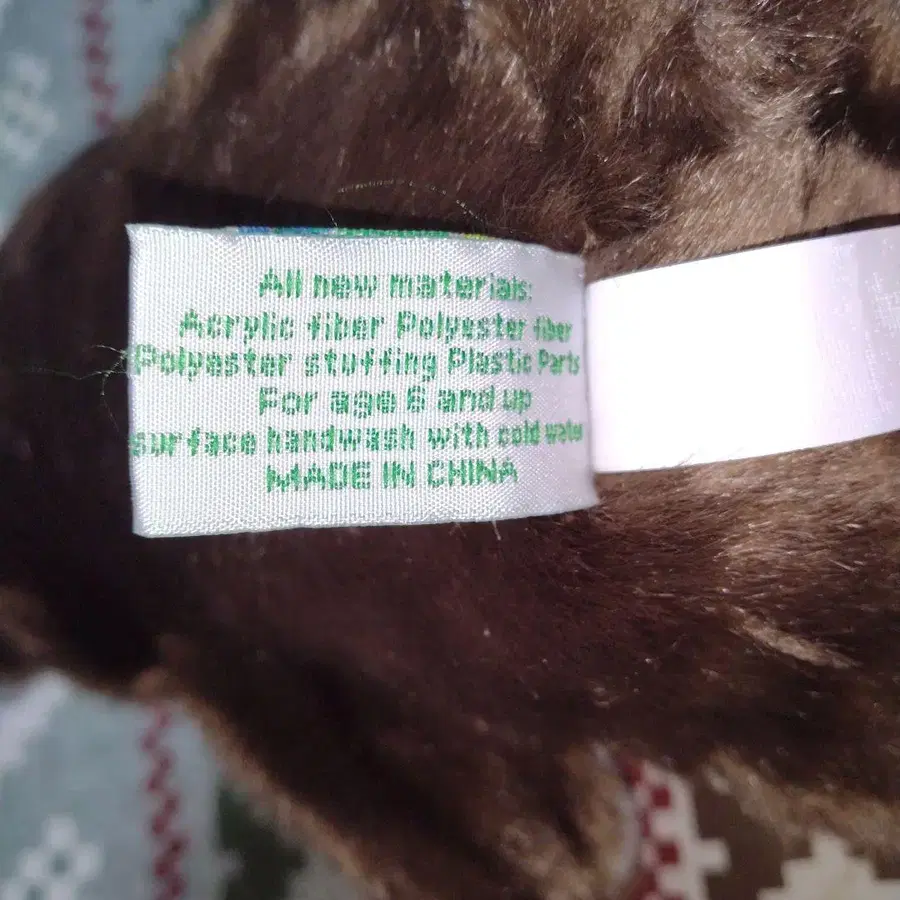 All new materials:
Acrylic fiber Polyester fiber
Polyester stuffing Plastic Parts
For age 6 and up
surface handwash with cold water
MADE IN CHINA